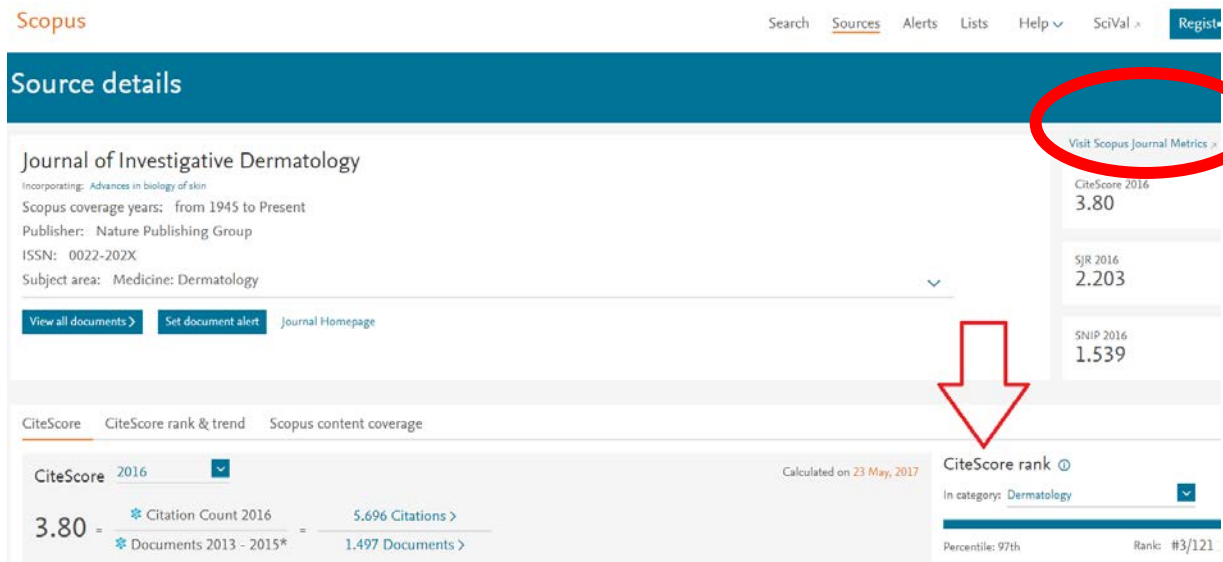 Scopus
Search Sources Alerts Lists Help SciVal
Source details
Visit Scopus Journal Metrics
Journal of Investigative Dermatology
Incorporating: Advances in biology of skin
Scopus coverage years: from 1945 to Present
Publisher: Nature Publishing Group
ISSN: 0022-202X
Subject area: Medicine: Dermatology
View all documents > Set document alert Journal Homepage
CiteScore 2016
3.80
SJR 2016
2.203
SNIP 2016
1.539
CiteScore CiteScore rank & trend Scopus content coverage
CiteScore 2016
Calculated on 23 May, 2017
3.80 = Citation Count 2016 = 5.696 Citations >
Documents 2013 - 2015* 1.497 Documents >
CiteScore rank
In category: Dermatology
Percentile: 97th Rank: #3/121